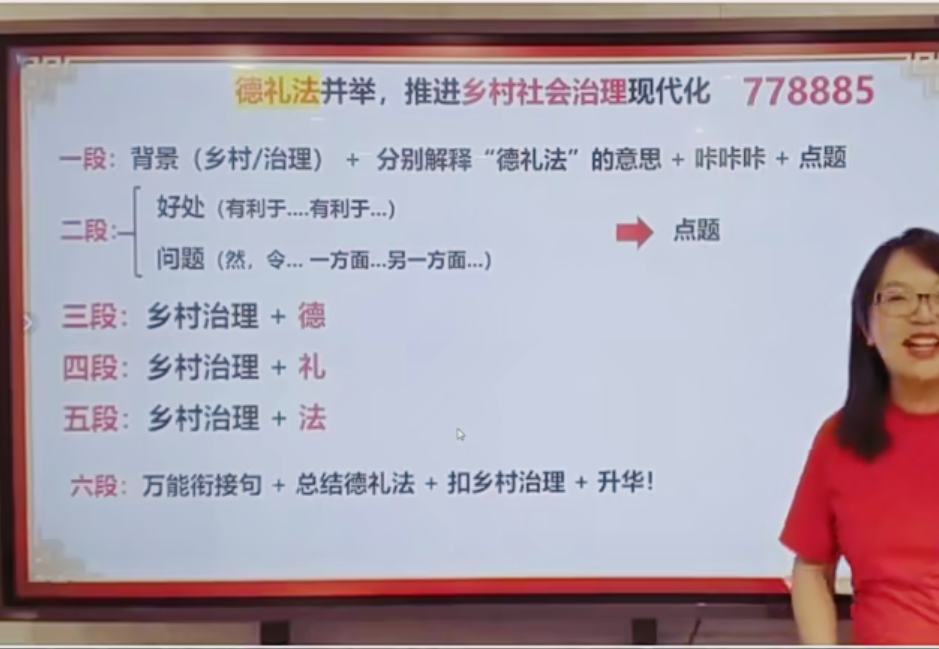 德礼法并举，推进乡村社会治理现代化 778885
一段：背景（乡村/治理） + 分别解释“德礼法”的意思 + 咔咔咔 + 点题
二段：
好处（有利于....有利于...）
问题（然，令... 一方面...另一方面...）
点题
三段：乡村治理 + 德
四段：乡村治理 + 礼
五段：乡村治理 + 法
六段：万能衔接句 + 总结德礼法 + 扣乡村治理 + 升华！